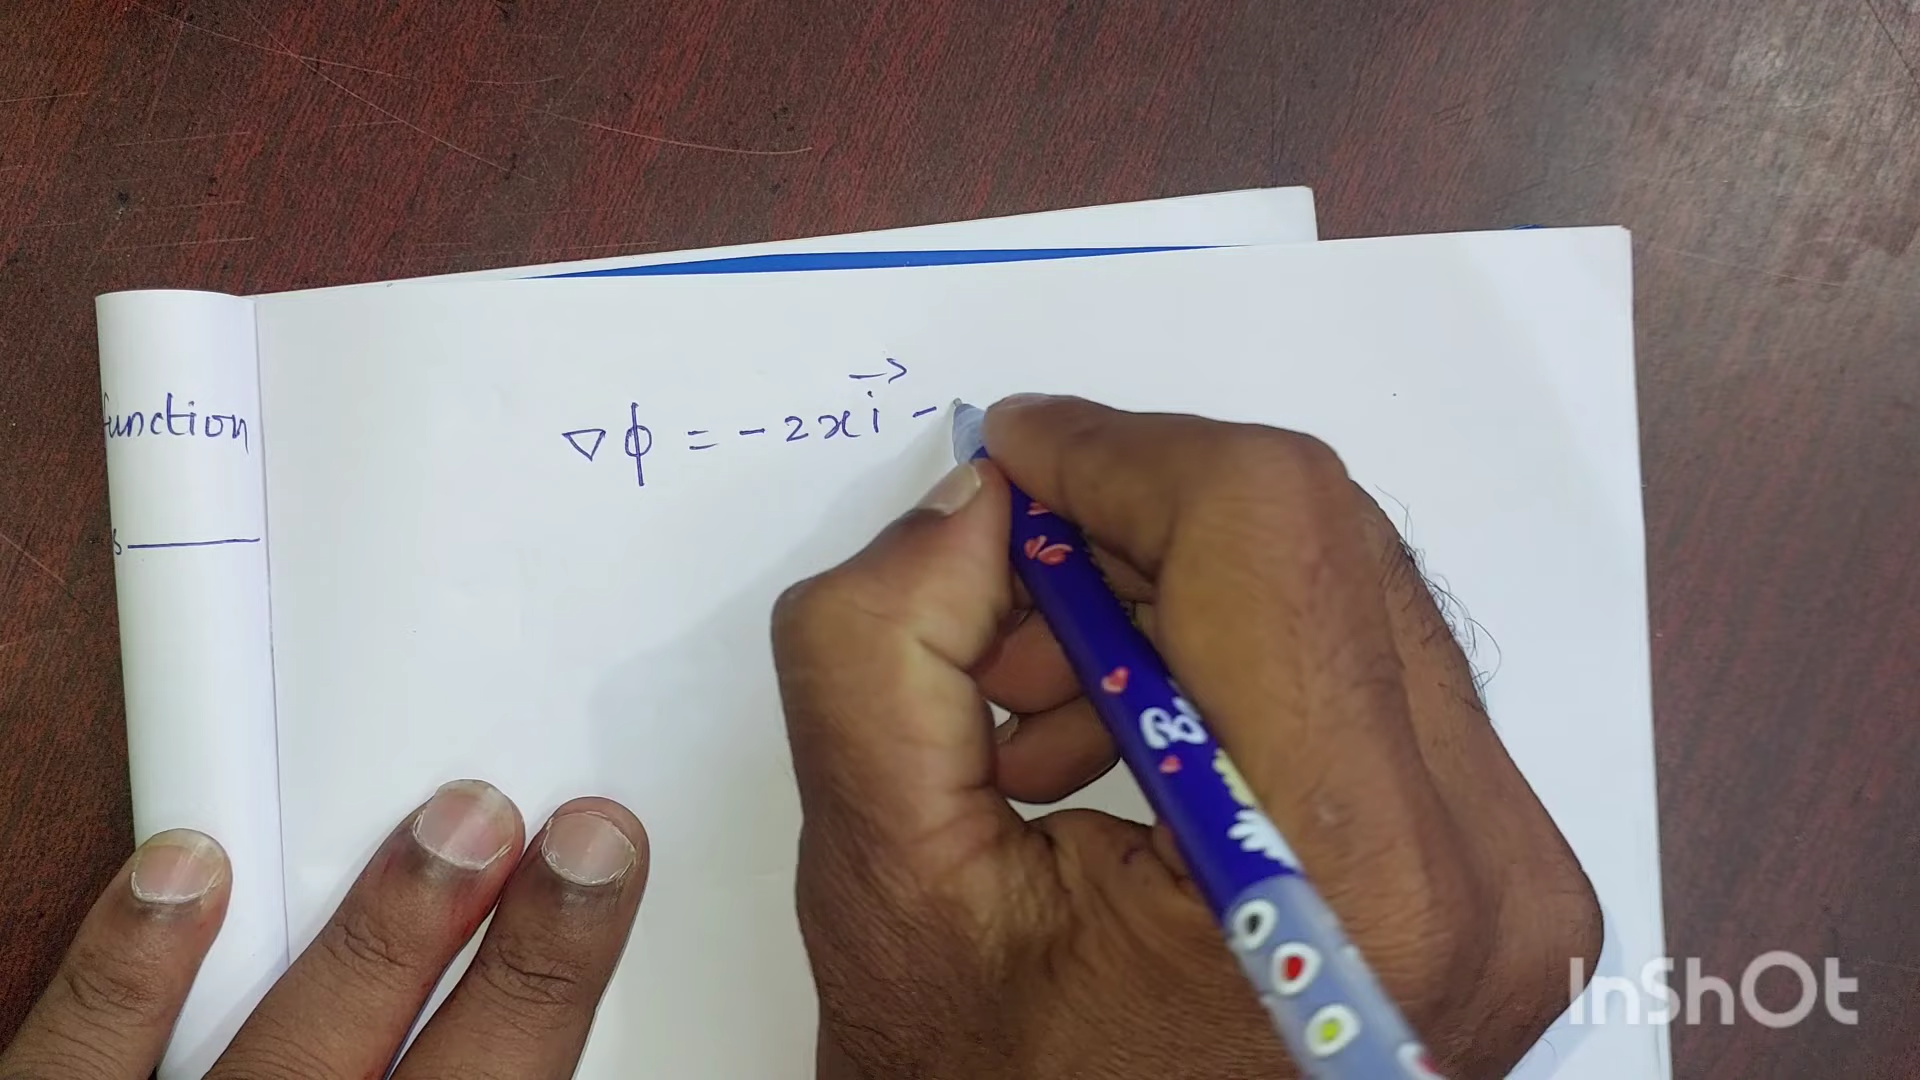 function
s
∇ϕ = - 2x i⃗ -
InShOt